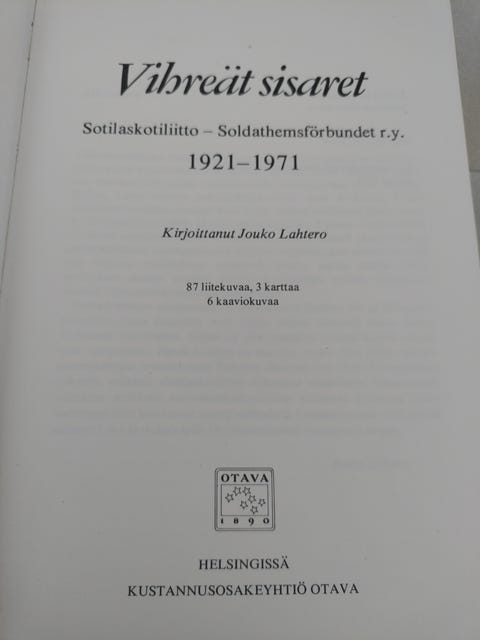 Vihreät sisaret
Sotilaskotiliitto – Soldathemsförbundet r.y.
1921–1971
Kirjoittanut Jouko Lahtero
87 liitekuvaa, 3 karttaa
6 kaaviokuvaa
OTAVA
1890
HELSINGISSÄ
KUSTANNUSOSAKEYHTIÖ OTAVA